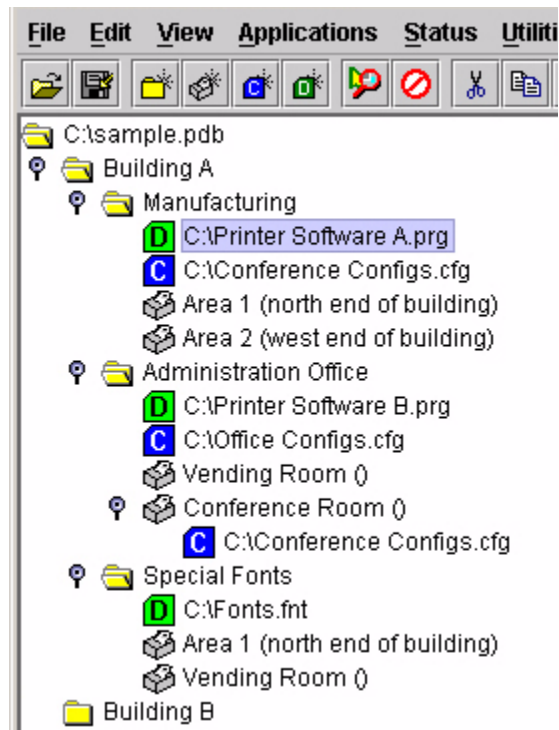 File Edit View Applications Status Utiliti
C D
C:\sample.pdb
Building A
Manufacturing
D C:\Printer Software A.prg
C C:\Conference Configs.cfg
Area 1 (north end of building)
Area 2 (west end of building)
Administration Office
D C:\Printer Software B.prg
C C:\Office Configs.cfg
Vending Room ()
Conference Room ()
C C:\Conference Configs.cfg
Special Fonts
D C:\Fonts.fnt
Area 1 (north end of building)
Vending Room ()
Building B